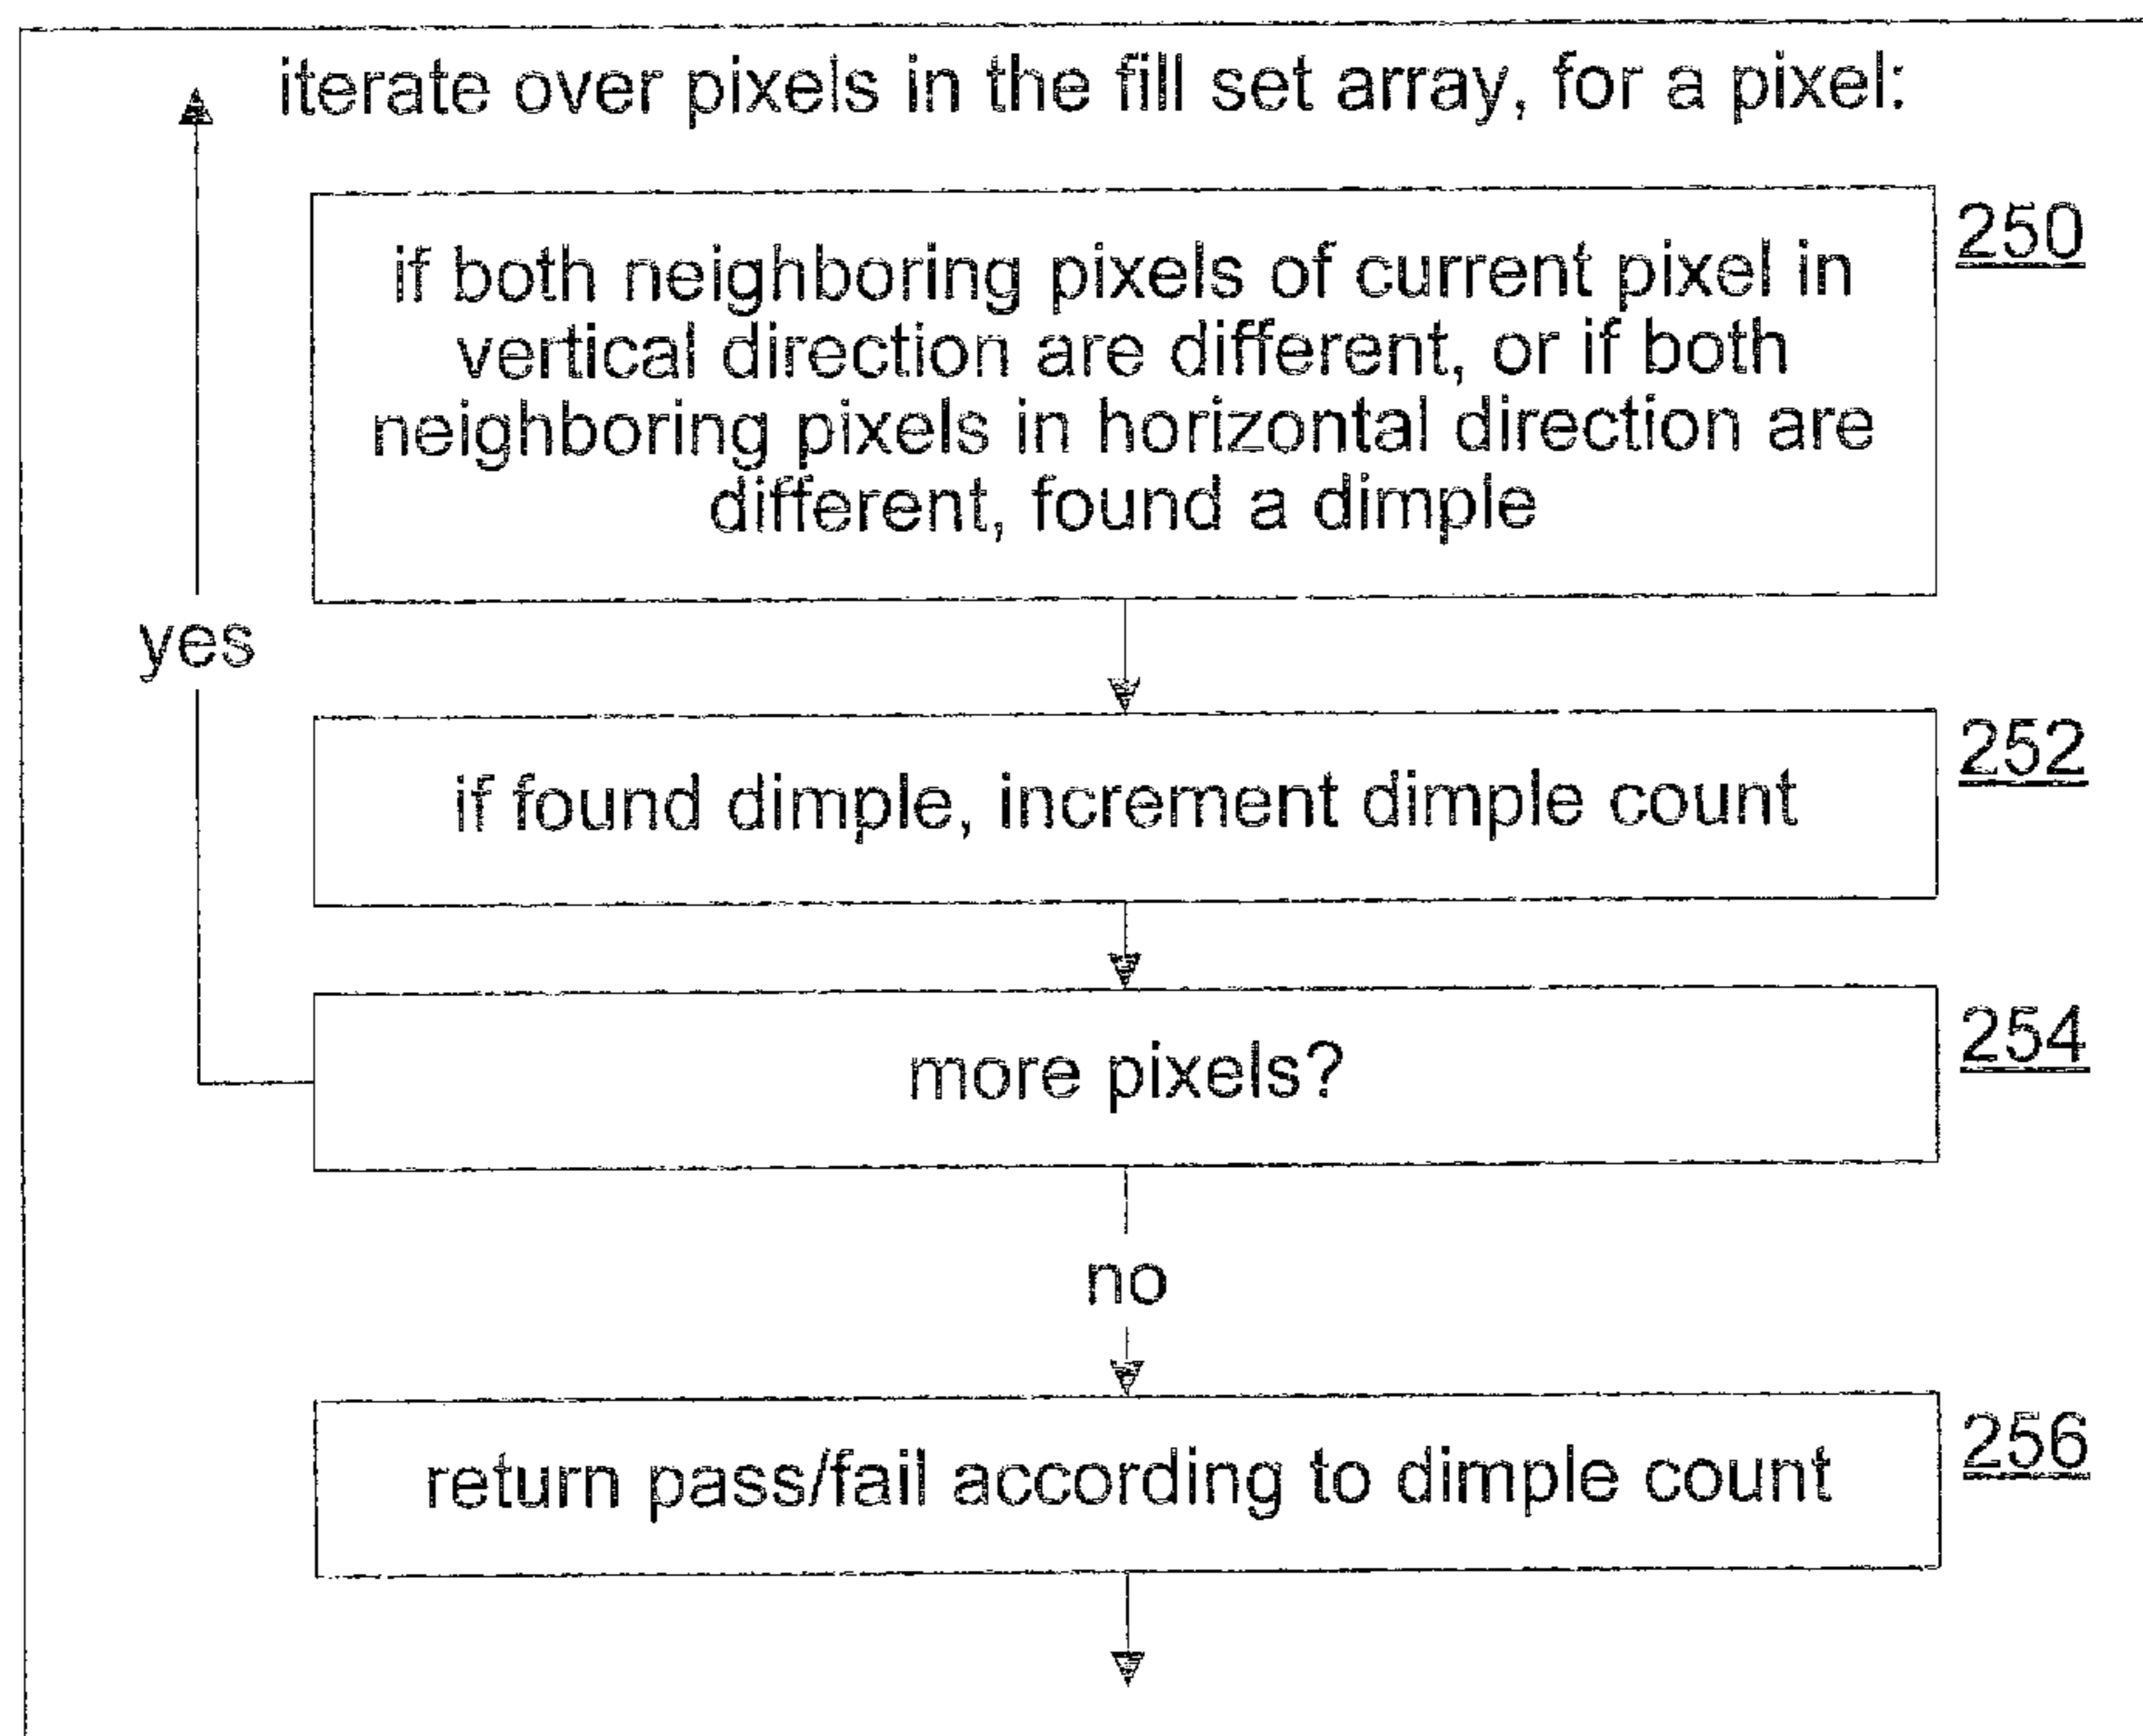 iterate over pixels in the fill set array, for a pixel:
250
if both neighboring pixels of current pixel in
vertical direction are different, or if both
neighboring pixels in horizontal direction are
different, found a dimple
yes
252
if found dimple, increment dimple count
254
more pixels?
no
256
return pass/fail according to dimple count